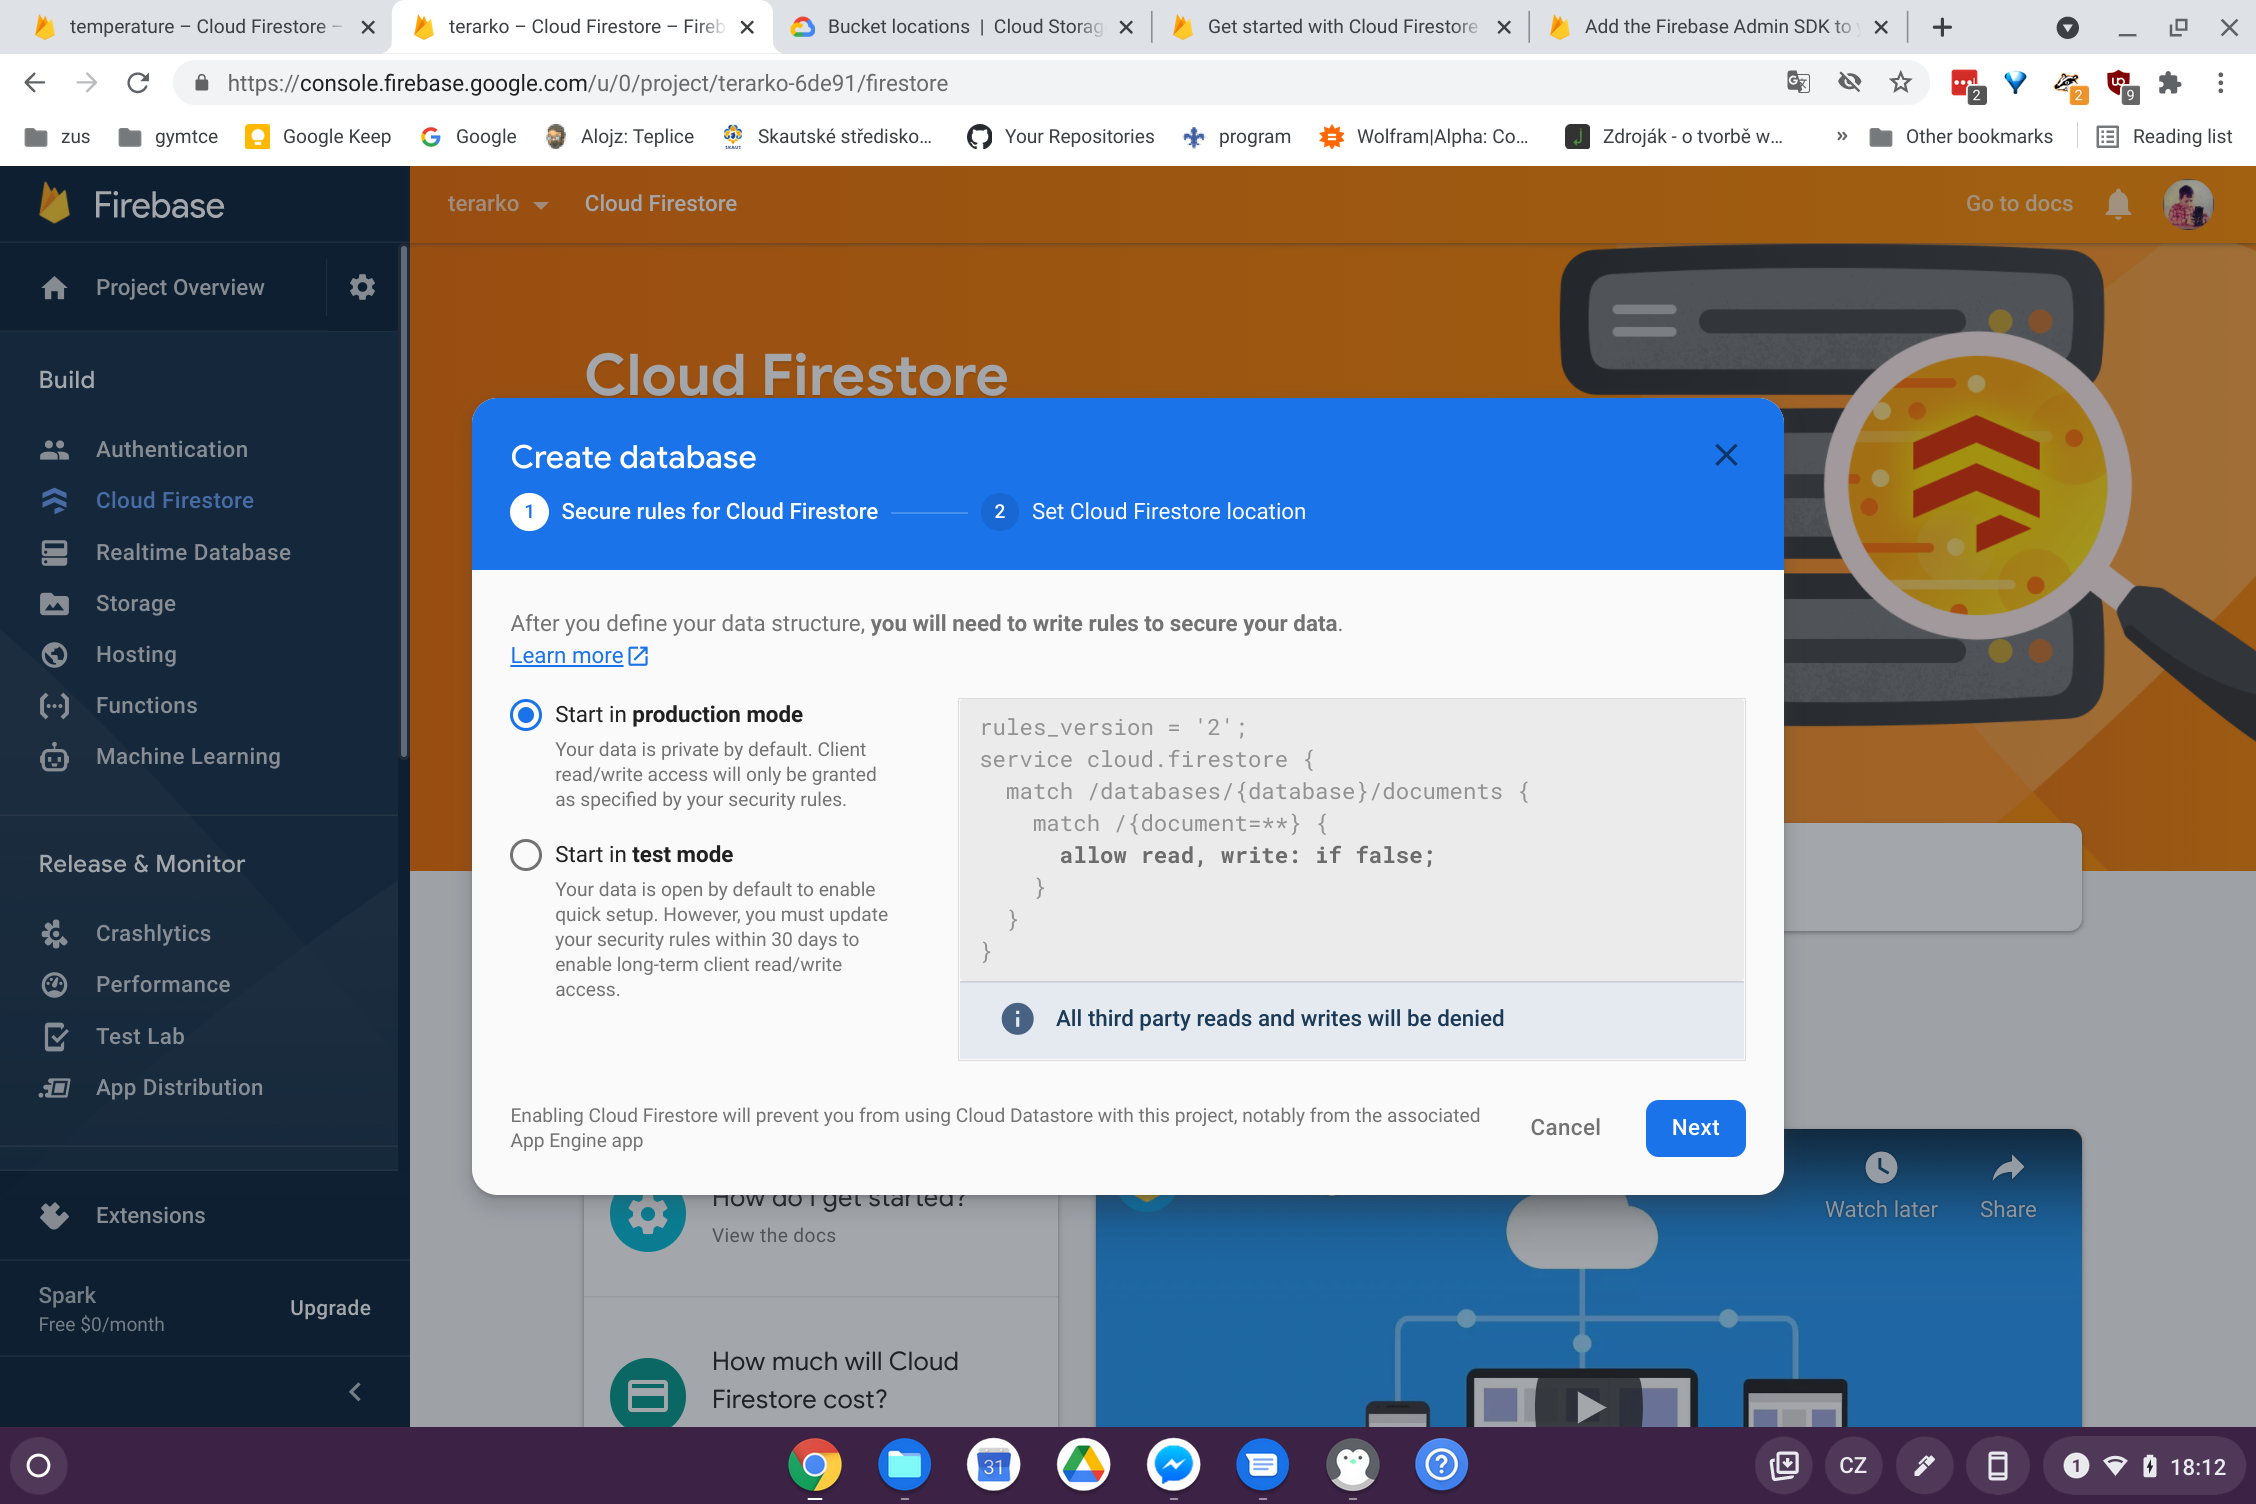 temperature – Cloud Firestore –
terarko – Cloud Firestore – Fireb
Bucket locations | Cloud Storag
Get started with Cloud Firestore
Add the Firebase Admin SDK to y
https://console.firebase.google.com/u/0/project/terarko-6de91/firestore
2
2
9
zus
gymtce
Google Keep
Google
Alojz: Teplice
Skautské středisko...
Your Repositories
program
Wolfram|Alpha: Co...
Zdroják - o tvorbě w...
»
Other bookmarks
Reading list
Firebase
terarko
Cloud Firestore
Go to docs
Project Overview
Build
Authentication
Cloud Firestore
Realtime Database
Storage
Hosting
Functions
Machine Learning
Release & Monitor
Crashlytics
Performance
Test Lab
App Distribution
Extensions
Spark
Free $0/month
Upgrade
Cloud Firestore
Create database
1 Secure rules for Cloud Firestore
2 Set Cloud Firestore location
After you define your data structure, you will need to write rules to secure your data.
Learn more
Start in production mode
Your data is private by default. Client
read/write access will only be granted
as specified by your security rules.
Start in test mode
Your data is open by default to enable
quick setup. However, you must update
your security rules within 30 days to
enable long-term client read/write
access.
rules_version = '2';
service cloud.firestore {
match /databases/{database}/documents {
match /{document=**} {
allow read, write: if false;
}
}
}
All third party reads and writes will be denied
Enabling Cloud Firestore will prevent you from using Cloud Datastore with this project, notably from the associated
App Engine app
Cancel
Next
How do I get started?
View the docs
How much will Cloud
Firestore cost?
Watch later
Share
31
CZ
1
18:12